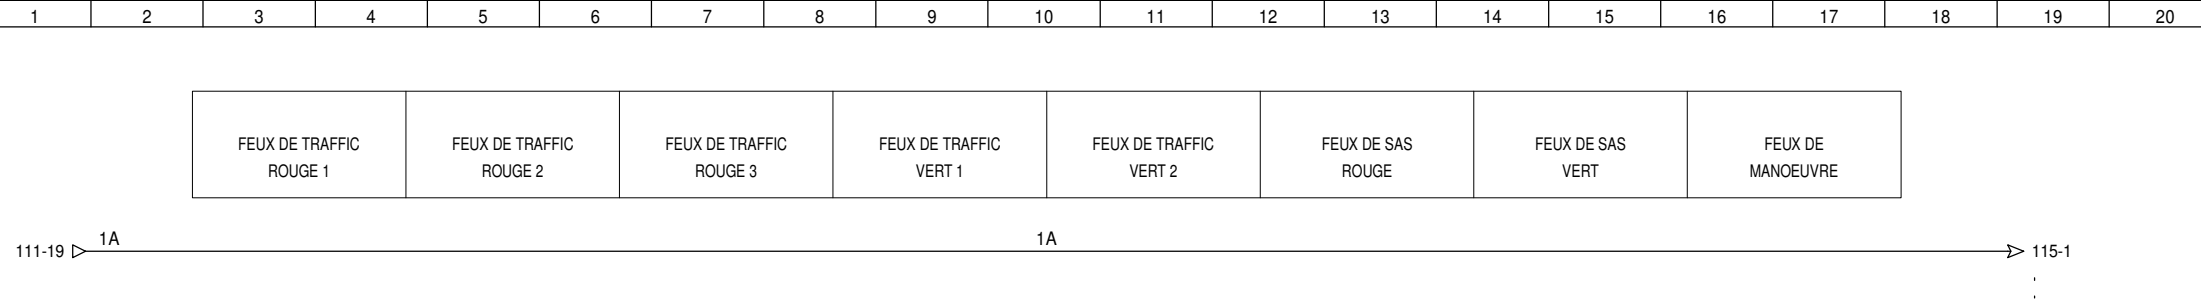 1 2 3 4 5 6 7 8 9 10 11 12 13 14 15 16 17 18 19 20
FEUX DE TRAFFIC
ROUGE 1
FEUX DE TRAFFIC
ROUGE 2
FEUX DE TRAFFIC
ROUGE 3
FEUX DE TRAFFIC
VERT 1
FEUX DE TRAFFIC
VERT 2
FEUX DE SAS
ROUGE
FEUX DE SAS
VERT
FEUX DE
MANOEUVRE
1A 1A
111-19 115-1